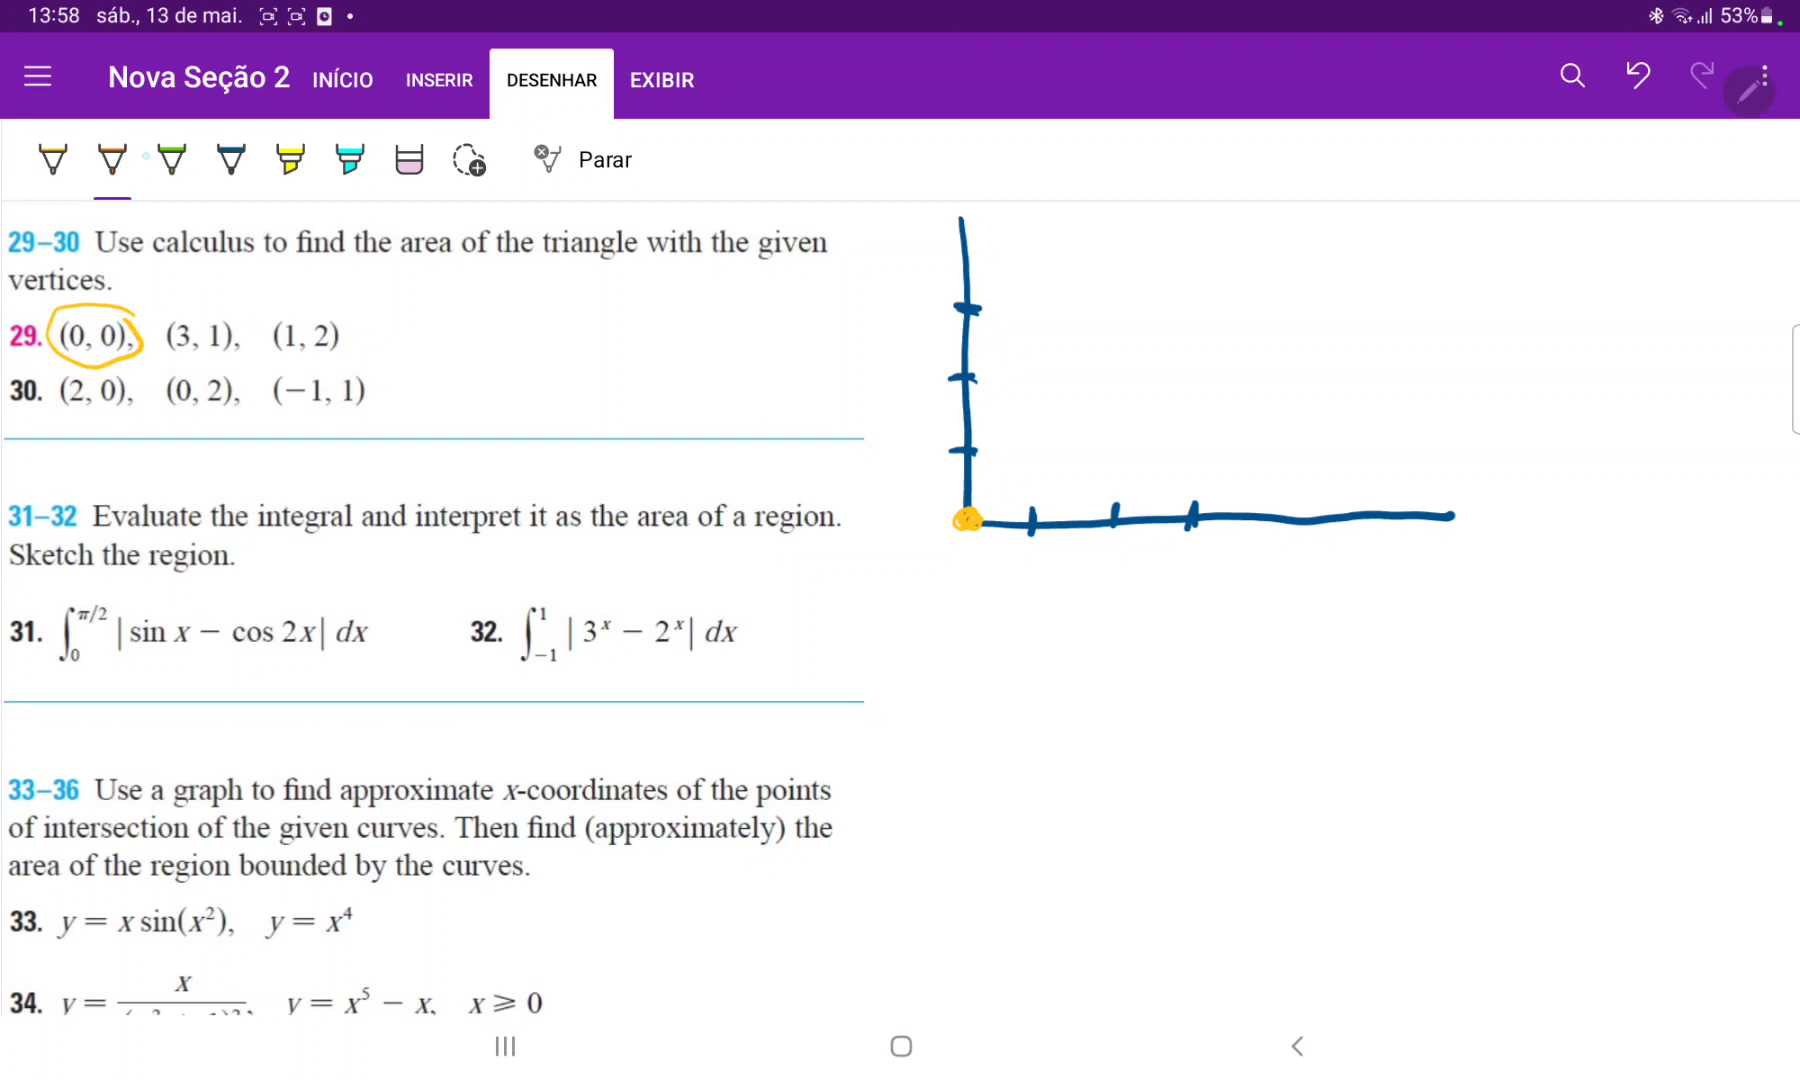 13:58 sáb., 13 de mai. 53%
Nova Seção 2 INÍCIO INSERIR DESENHAR EXIBIR
Parar
29–30 Use calculus to find the area of the triangle with the given
vertices.
29. (0, 0), (3, 1), (1, 2)
30. (2, 0), (0, 2), (−1, 1)
31–32 Evaluate the integral and interpret it as the area of a region.
Sketch the region.
31. ∫₀^π/2 | sin x − cos 2x | dx 32. ∫₋₁^1 | 3ˣ − 2ˣ | dx
33–36 Use a graph to find approximate x-coordinates of the points
of intersection of the given curves. Then find (approximately) the
area of the region bounded by the curves.
33. y = x sin(x²), y = x⁴
34. y = x y = x⁵ − x, x ⩾ 0